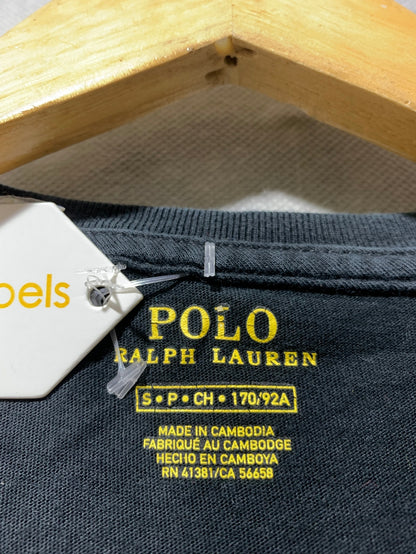 bels
POLO
RALPH LAUREN
S • P • CH • 170/92A
MADE IN CAMBODIA
FABRIQUÉ AU CAMBODGE
HECHO EN CAMBOYA
RN 41381/CA 56658